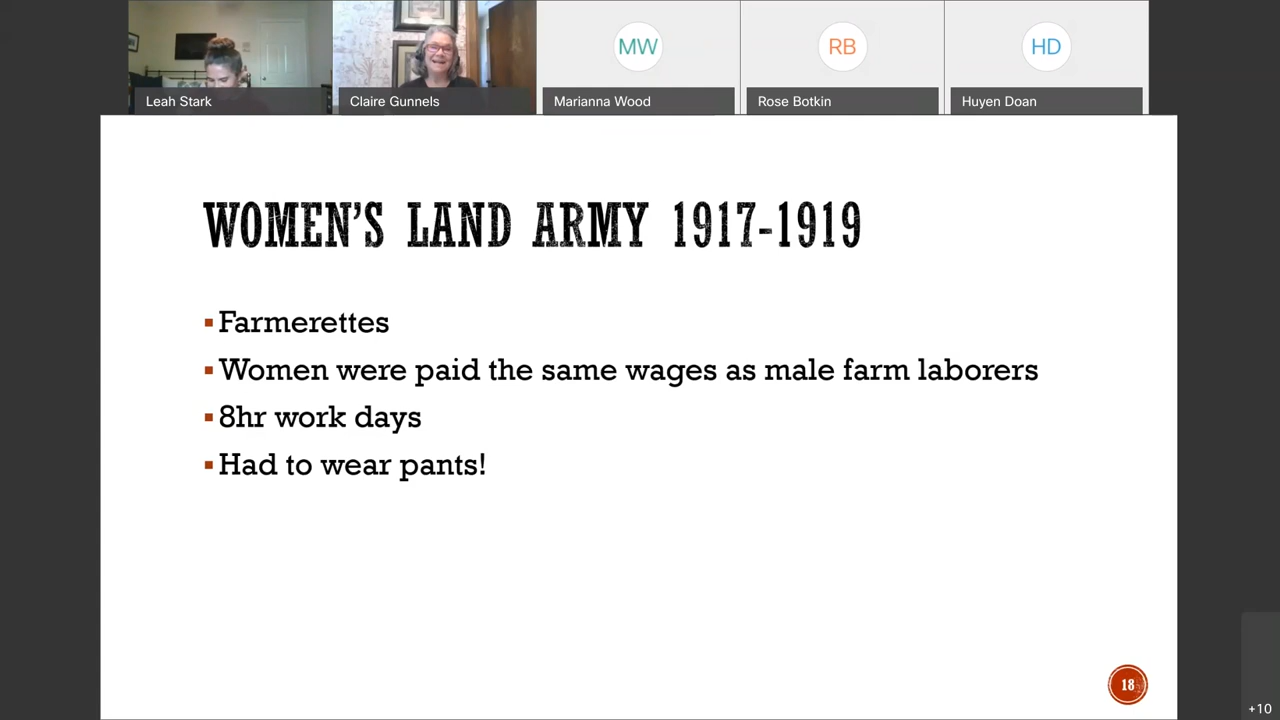 MW
RB
HD
Leah Stark
Claire Gunnels
Marianna Wood
Rose Botkin
Huyen Doan
WOMEN'S LAND ARMY 1917-1919
▪Farmerettes
▪Women were paid the same wages as male farm laborers
▪8hr work days
▪Had to wear pants!
18
+10